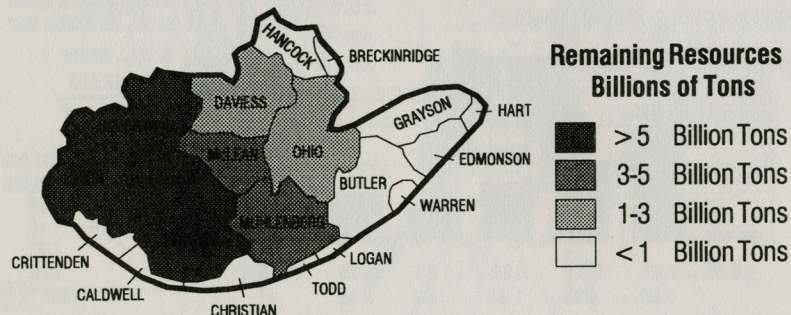 HANCOCK
BRECKINRIDGE
DAVIESS
McLEAN
OHIO
GRAYSON
HART
EDMONSON
BUTLER
WARREN
MUHLENBERG
LOGAN
TODD
CHRISTIAN
CALDWELL
CRITTENDEN
Remaining Resources
Billions of Tons
> 5 Billion Tons
3-5 Billion Tons
1-3 Billion Tons
< 1 Billion Tons